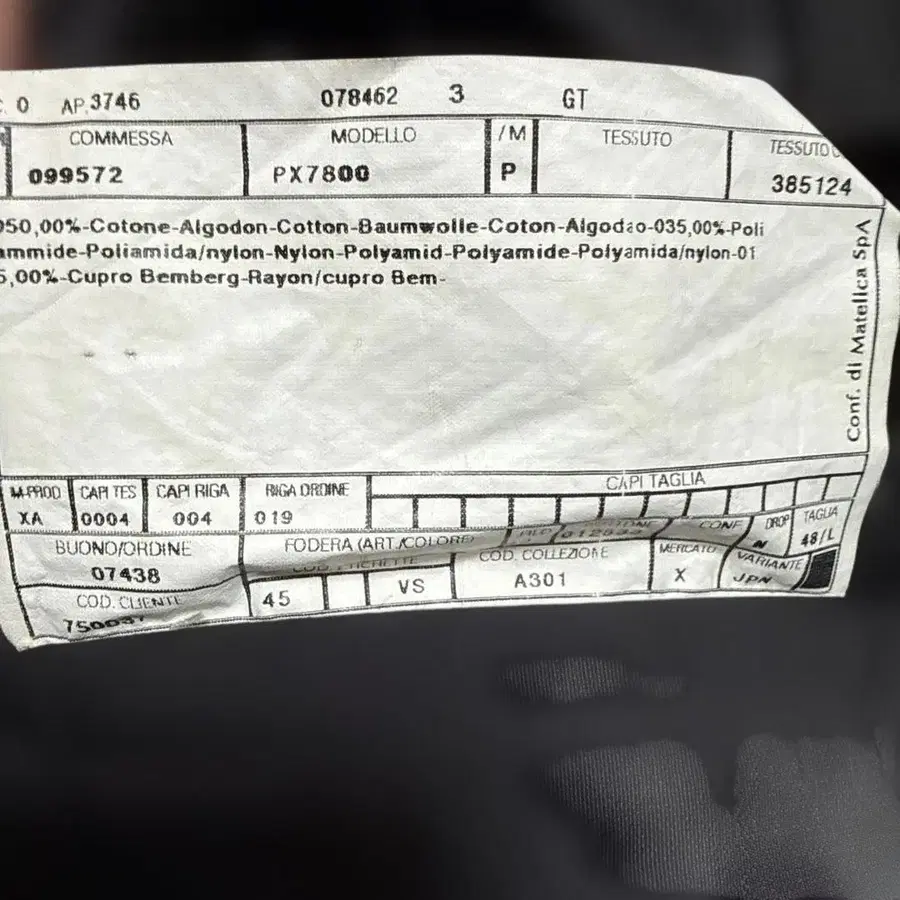 0 AP.3746 078462 3 GT
COMMESSA MODELLO /M TESSUTO TESSUTO
099572 PX7800 P 385124
050,00%-Cotone-Algodon-Cotton-Baumwolle-Coton-Algodao-035,00%-Poli
ammide-Poliamida/nylon-Nylon-Polyamid-Polyamide-Polyamida/nylon-01
5,00%-Cupro Bemberg-Rayon/cupro Bem-
Conf. di Matelica SpA
M-PROD CAPI TES CAPI RIGA RIGA ORDINE CAPI TAGLIA
XA 0004 004 019
BUONO/ORDINE FODERA (ART./COLORE) CONF DROP TAGLIA
07438 N 48/L
COD. ETICHETTE COD. COLLEZIONE MERCATO VARIANTE
COD. CLIENTE 45 VS A301 X JPN